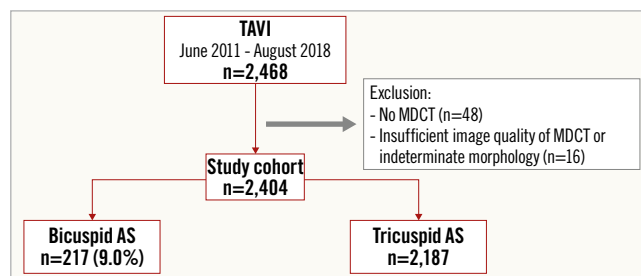 TAVI
June 2011 - August 2018
n=2,468
Exclusion:
- No MDCT (n=48)
- Insufficient image quality of MDCT or
indeterminate morphology (n=16)
Study cohort
n=2,404
Bicuspid AS
n=217 (9.0%)
Tricuspid AS
n=2,187